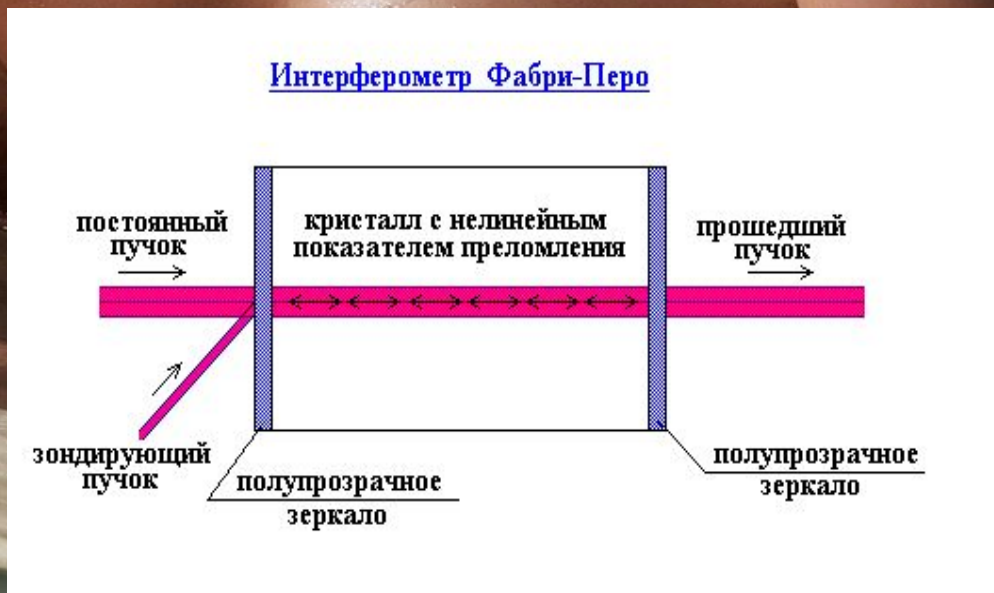 Интерферометр Фабри-Перо
постоянный
пучок
кристалл с нелинейным
показателем преломления
прошедший
пучок
зондирующий
пучок
полупрозрачное
зеркало
полупрозрачное
зеркало